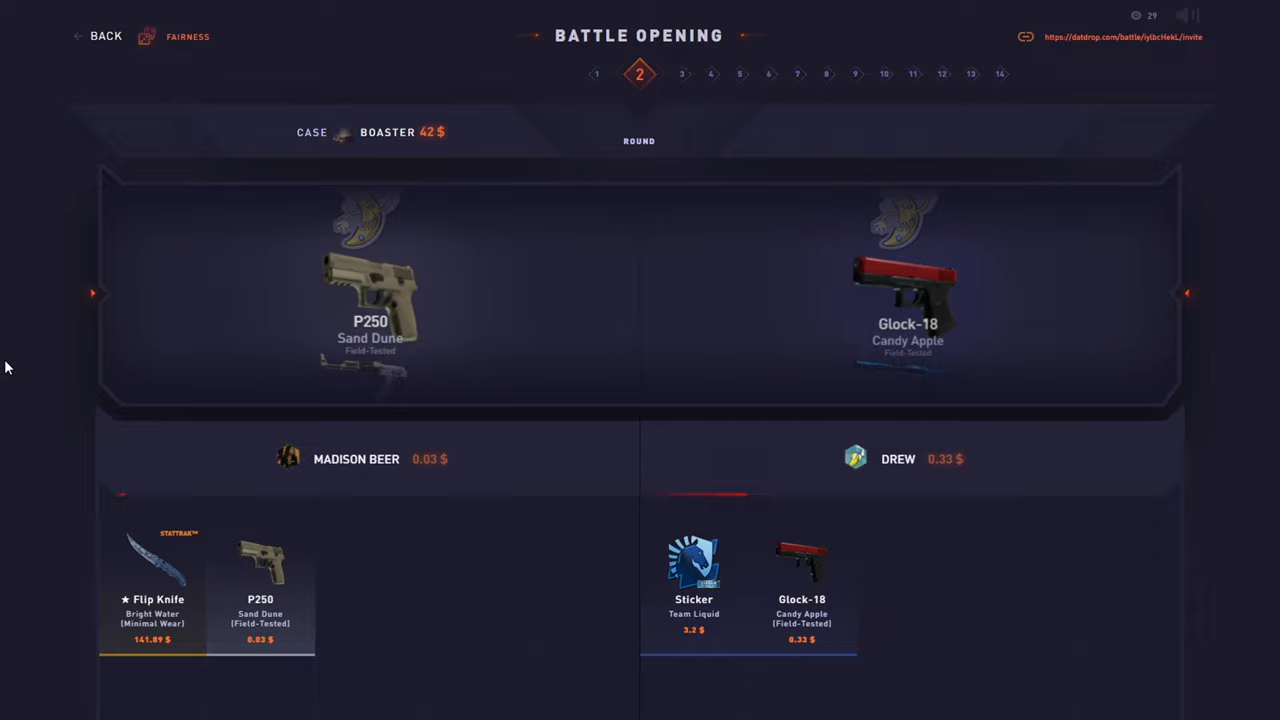 29
BACK
FAIRNESS
BATTLE OPENING
https://datdrop.com/battle/iylbcHekL/invite
1 2 3 4 5 6 7 8 9 10 11 12 13 14
CASE BOASTER 42 $
ROUND
P250
Sand Dune
Field-Tested
Glock-18
Candy Apple
Field-Tested
MADISON BEER 0.03 $
DREW 0.33 $
STATTRAK™
★ Flip Knife
Bright Water
(Minimal Wear)
141.89 $
P250
Sand Dune
(Field-Tested)
0.03 $
Sticker
Team Liquid
3.2 $
Glock-18
Candy Apple
(Field-Tested)
0.33 $